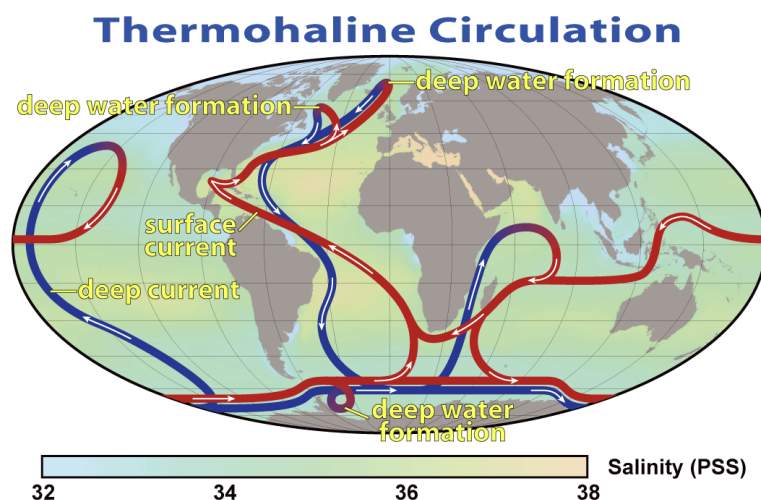 Thermohaline Circulation
deep water formation
deep water formation
surface
current
deep current
deep water
formation
Salinity (PSS)
32 34 36 38